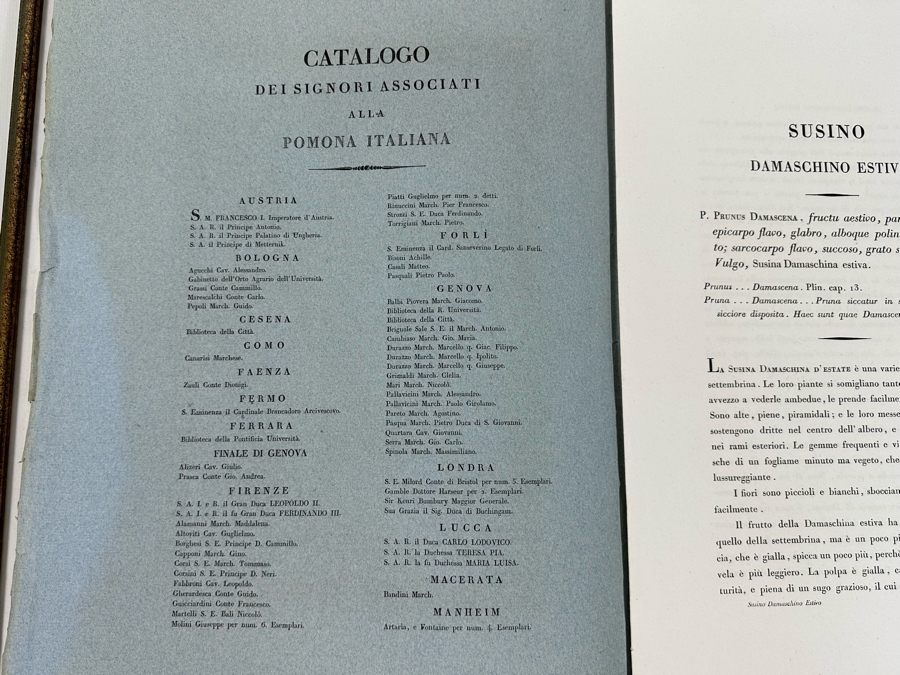 CATALOGO
DEI SIGNORI ASSOCIATI
ALLA
POMONA ITALIANA
AUSTRIA
S. M. FRANCESCO I. Imperatore d'Austria.
S. A. R. il Principe Antonio.
S. A. R. il Principe Palatino di Ungheria.
S. A. il Principe di Metternik.
BOLOGNA
Agucchi Cav. Alessandro.
Gabinetto dell'Orto Agrario dell'Università.
Grassi Conte Cammillo.
Marescalchi Conte Carlo.
Pepoli March. Guido.
CESENA
Biblioteca della Città.
COMO
Canarisi Marchese.
FAENZA
Zauli Conte Dionigi.
FERMO
S. Eminenza il Cardinale Brancadoro Arcivescovo.
FERRARA
Biblioteca della Pontificia Università.
FINALE DI GENOVA
Alizeri Cav. Giulio.
Prasca Conte Gio. Andrea.
FIRENZE
S. A. I. e R. il Gran Duca LEOPOLDO II.
S. A. I. e R. il fu Gran Duca FERDINANDO III.
Alamanni March. Maddalena.
Altoviti Cav. Guglielmo.
Borghesi S. E. Principe D. Cammillo.
Capponi March. Gino.
Corsi S. E. March. Tommaso.
Corsini S. E. Principe D. Neri.
Fabbroni Cav. Leopoldo.
Gherardesca Conte Guido.
Guicciardini Conte Francesco.
Martelli S. E. Balì Niccolò.
Molini Giuseppe per num. 6. Esemplari.
Piatti Guglielmo per num. 2. detti.
Rinuccini March. Pier Francesco.
Strozzi S. E. Duca Ferdinando.
Torrigiani March. Pietro.
FORLÌ
S. Eminenza il Card. Sanseverino Legato di Forlì.
Bionni Achille.
Casali Matteo.
Pasquali Pietro Paolo.
GENOVA
Balbi Piovera March. Giacomo.
Biblioteca della R. Università.
Biblioteca della Città.
Brignole Sale S. E. il March. Antonio.
Cambiaso March. Gio. Maria.
Durazzo March. Marcello q. Giac. Filippo.
Durazzo March. Marcello q. Ipolito.
Durazzo March. Marcello q. Giuseppe.
Grimaldi March. Clelia.
Mari March. Niccolò.
Pallavicini March. Alessandro.
Pallavicini March. Paolo Girolamo.
Pareto March. Agostino.
Pasqua March. Pietro Duca di S. Giovanni.
Quartara Cav. Giovanni.
Serra March. Gio. Carlo.
Spinola March. Massimiliano.
LONDRA
S. E. Milord Conte di Bristol per num. 5. Esemplari.
Gamble Dottore Harseur per 2. Esemplari.
Sir Kenri Bumbury Maggior Generale.
Sua Grazia il Sig. Duca di Buchingam.
LUCCA
S. A. R. il Duca CARLO LODOVICO.
S. A. R. la Duchessa TERESA PIA.
S. A. R. la fu Duchessa MARIA LUISA.
MACERATA
Bandini March.
MANHEIM
Artaria, e Fontaine per num. 4. Esemplari.
SUSINO
DAMASCHINO ESTIV
P. PRUNUS DAMASCENA, fructu aestivo, par
epicarpo flavo, glabro, alboque polin
to; sarcocarpo flavo, succoso, grato s
Vulgo, Susina Damaschina estiva.
Prunus . . . Damascena. Plin. cap. 13.
Pruna . . . Damascena . . . Pruna siccatur in s
sicciore disposita. Haec sunt quae Damascen
LA SUSINA DAMASCHINA D'ESTATE è una varie
settembrina. Le loro piante si somigliano tant
avvezzo a vederle ambedue, le prende facilme
Sono alte, piene, piramidali; e le loro messe
sostengono dritte nel centro dell'albero, e
nei rami esteriori. Le gemme frequenti e vi
sche di un fogliame minuto ma vegeto, che
lussureggiante.
I fiori sono piccioli e bianchi, sboccian
facilmente.
Il frutto della Damaschina estiva ha
quello della settembrina, ma è un poco pi
cia, che è gialla, spicca un poco più, perchè
vela è più leggiero. La polpa è gialla, c
turità, e piena di un sugo grazioso, il cui
Susino Damaschino Estivo